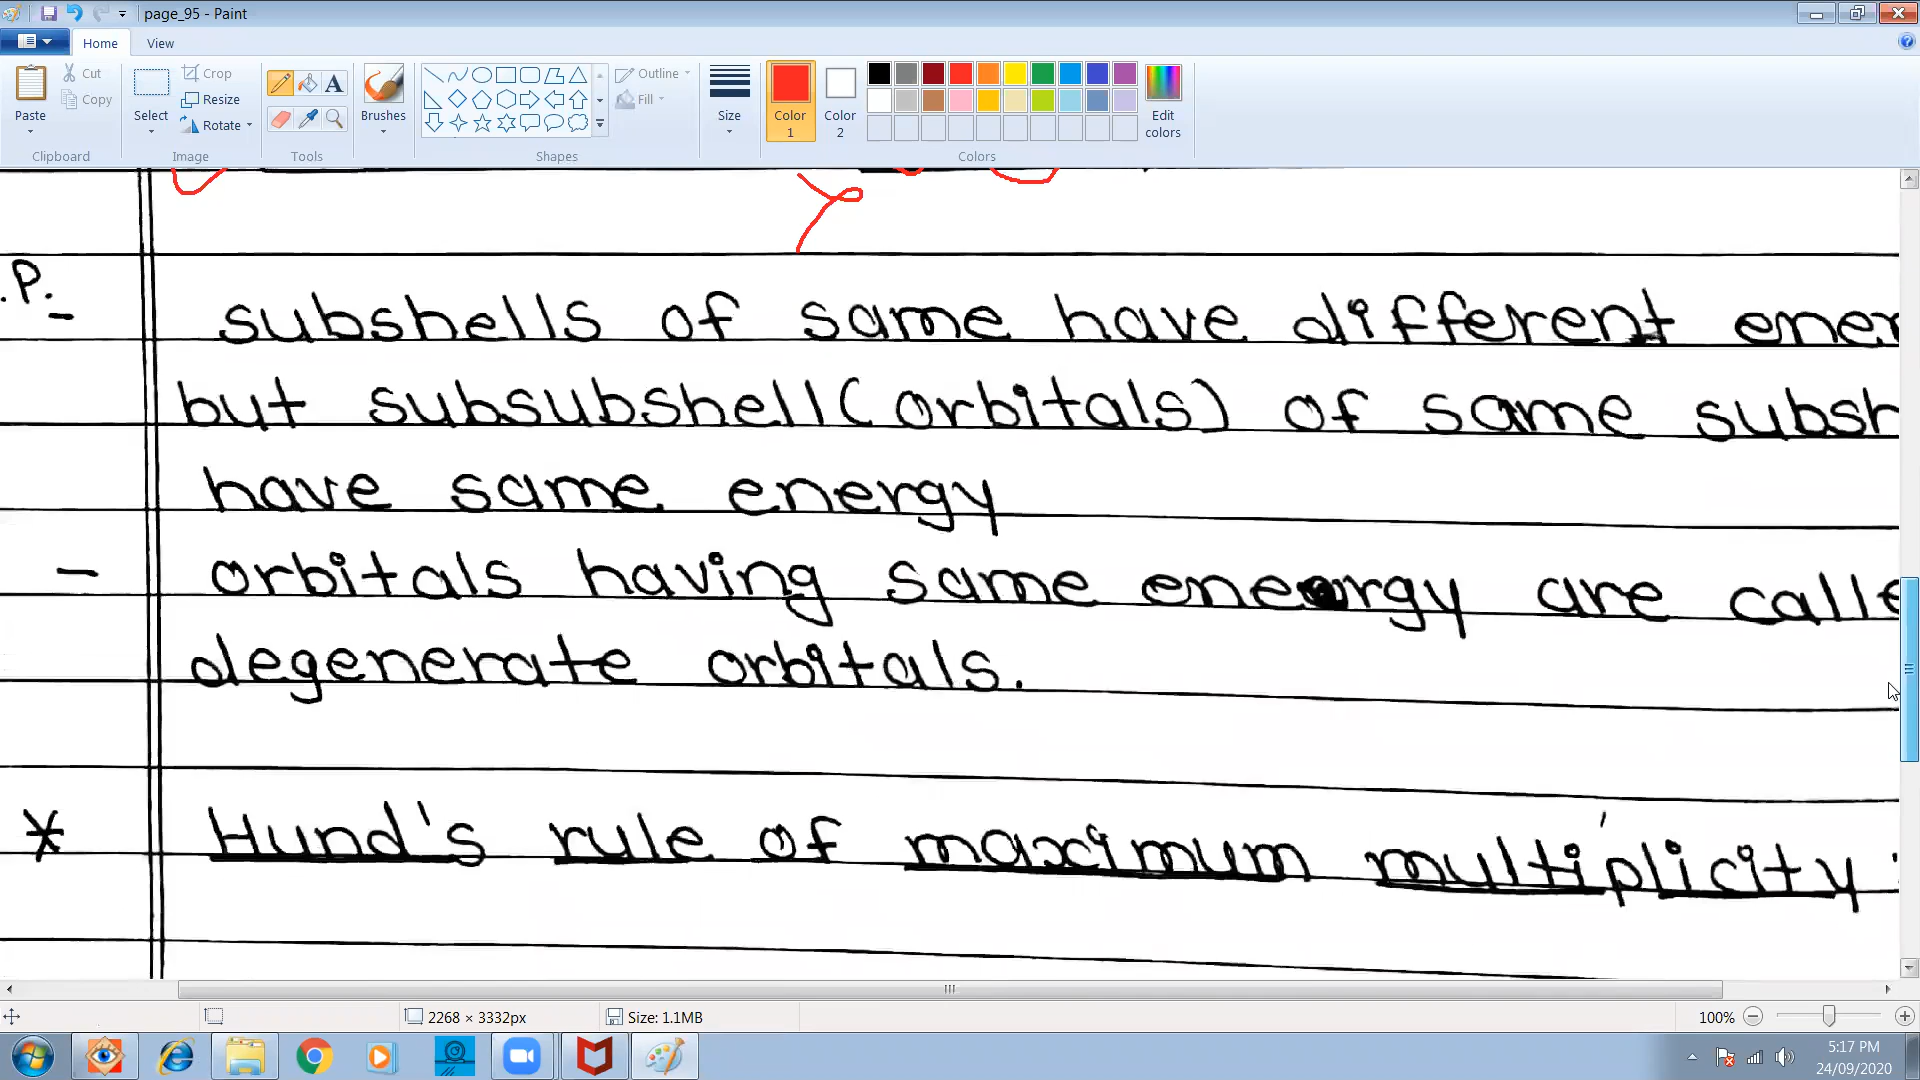 page_95 - Paint
Home View
Paste Cut Copy Clipboard
Select Crop Resize Rotate Image
Tools
Brushes
Shapes
Outline Fill
Size
Color 1 Color 2
Edit colors
Colors
.P.- subshells of same have different ener
but subsubshell(orbitals) of same subsh
have same energy
- orbitals having same energy are calle
degenerate orbitals.
* Hund's rule of maximum multiplicity :
2268 × 3332px Size: 1.1MB 100%
5:17 PM
24/09/2020